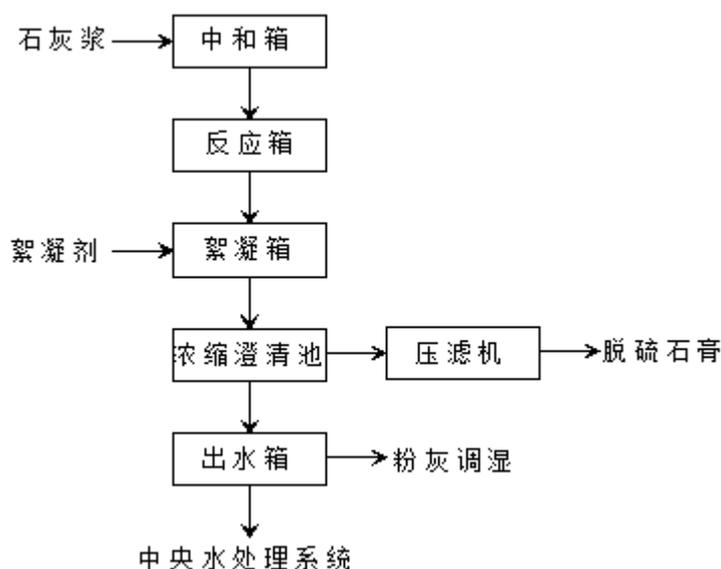 石灰浆
中和箱
反应箱
絮凝剂
絮凝箱
浓缩澄清池
压滤机
脱硫石膏
出水箱
粉灰调湿
中央水处理系统